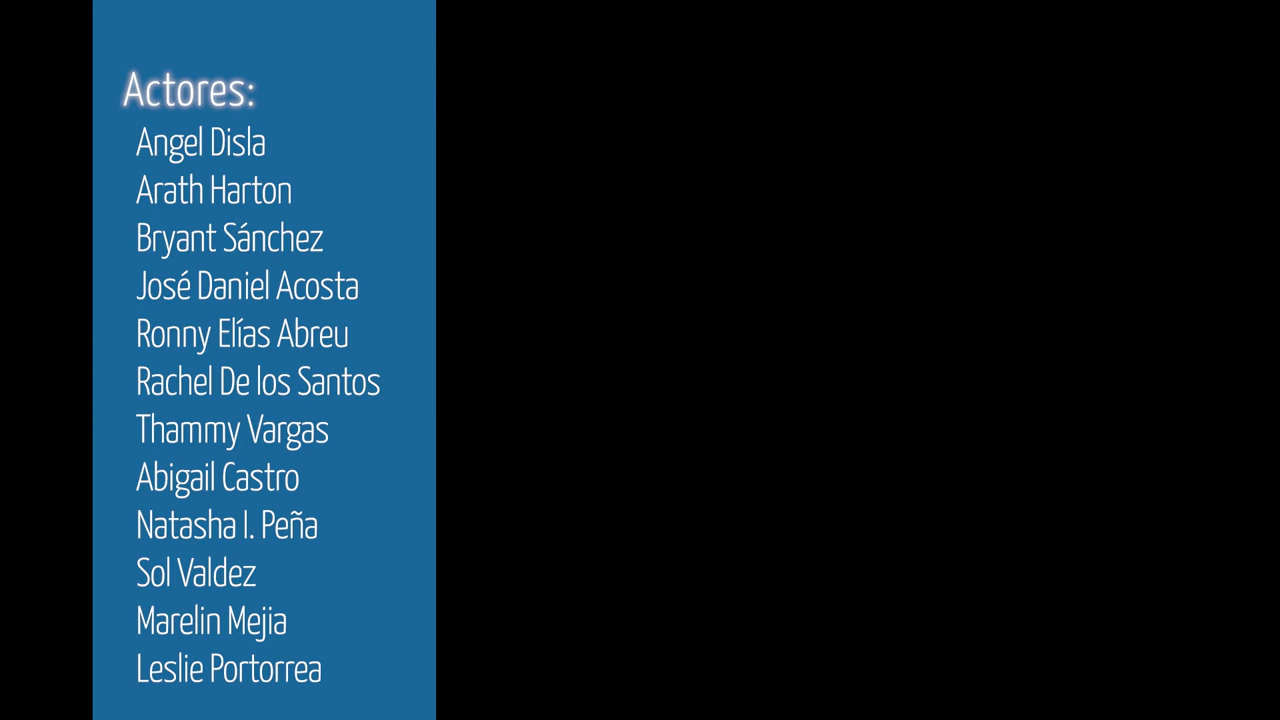 Actores:
Angel Disla
Arath Harton
Bryant Sánchez
José Daniel Acosta
Ronny Elías Abreu
Rachel De los Santos
Thammy Vargas
Abigail Castro
Natasha I. Peña
Sol Valdez
Marelin Mejia
Leslie Portorrea